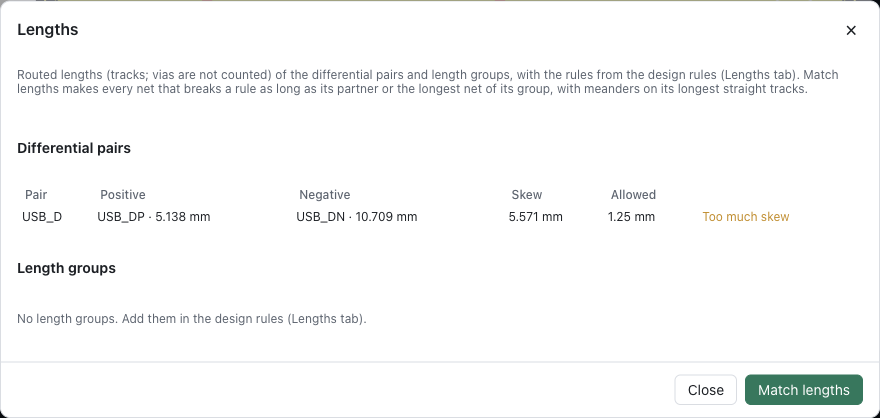 Lengths
Routed lengths (tracks; vias are not counted) of the differential pairs and length groups, with the rules from the design rules (Lengths tab). Match
lengths makes every net that breaks a rule as long as its partner or the longest net of its group, with meanders on its longest straight tracks.
Differential pairs
Pair Positive Negative Skew Allowed
USB_D USB_DP · 5.138 mm USB_DN · 10.709 mm 5.571 mm 1.25 mm Too much skew
Length groups
No length groups. Add them in the design rules (Lengths tab).
Close Match lengths